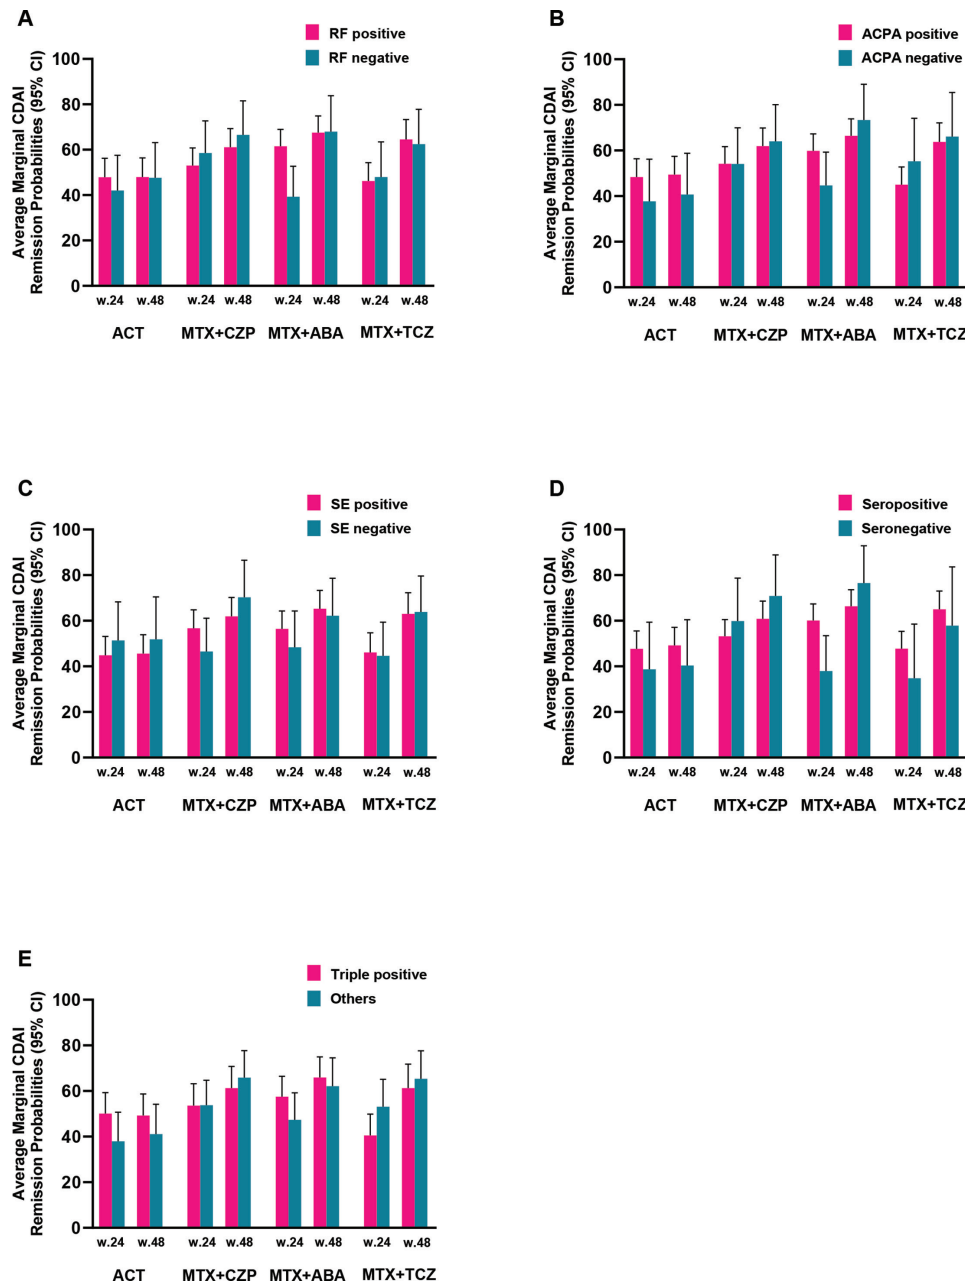 A
RF positive
RF negative
Average Marginal CDAI
Remission Probabilities (95% CI)
100
80
60
40
20
0
w.24 w.48 w.24 w.48 w.24 w.48 w.24 w.48
ACT MTX+CZP MTX+ABA MTX+TCZ
B
ACPA positive
ACPA negative
Average Marginal CDAI
Remission Probabilities (95% CI)
100
80
60
40
20
0
w.24 w.48 w.24 w.48 w.24 w.48 w.24 w.48
ACT MTX+CZP MTX+ABA MTX+TCZ
C
SE positive
SE negative
Average Marginal CDAI
Remission Probabilities (95% CI)
100
80
60
40
20
0
w.24 w.48 w.24 w.48 w.24 w.48 w.24 w.48
ACT MTX+CZP MTX+ABA MTX+TCZ
D
Seropositive
Seronegative
Average Marginal CDAI
Remission Probabilities (95% CI)
100
80
60
40
20
0
w.24 w.48 w.24 w.48 w.24 w.48 w.24 w.48
ACT MTX+CZP MTX+ABA MTX+TCZ
E
Triple positive
Others
Average Marginal CDAI
Remission Probabilities (95% CI)
100
80
60
40
20
0
w.24 w.48 w.24 w.48 w.24 w.48 w.24 w.48
ACT MTX+CZP MTX+ABA MTX+TCZ